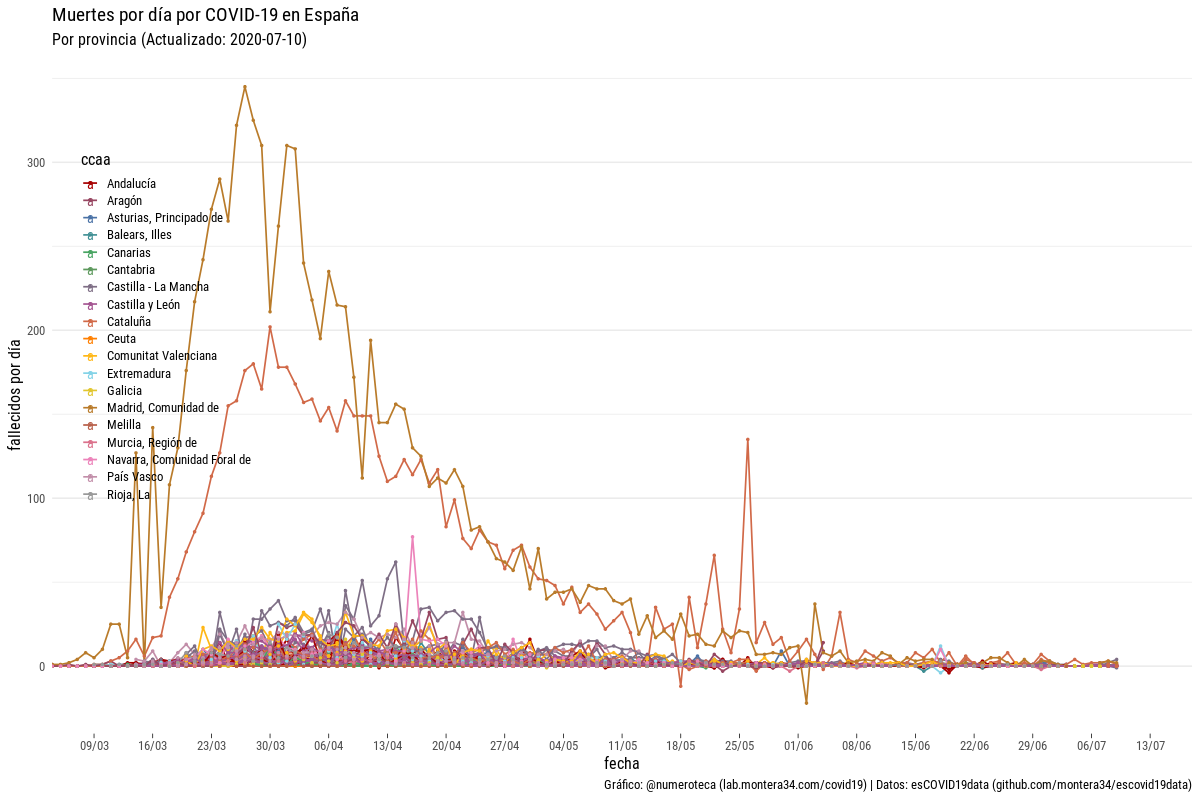 Muertes por día por COVID-19 en España
Por provincia (Actualizado: 2020-07-10)
fallecidos por día
300
200
100
0
ccaa
Andalucía
Aragón
Asturias, Principado de
Balears, Illes
Canarias
Cantabria
Castilla - La Mancha
Castilla y León
Cataluña
Ceuta
Comunitat Valenciana
Extremadura
Galicia
Madrid, Comunidad de
Melilla
Murcia, Región de
Navarra, Comunidad Foral de
País Vasco
Rioja, La
09/03 16/03 23/03 30/03 06/04 13/04 20/04 27/04 04/05 11/05 18/05 25/05 01/06 08/06 15/06 22/06 29/06 06/07 13/07
fecha
Gráfico: @numeroteca (lab.montera34.com/covid19) | Datos: esCOVID19data (github.com/montera34/escovid19data)